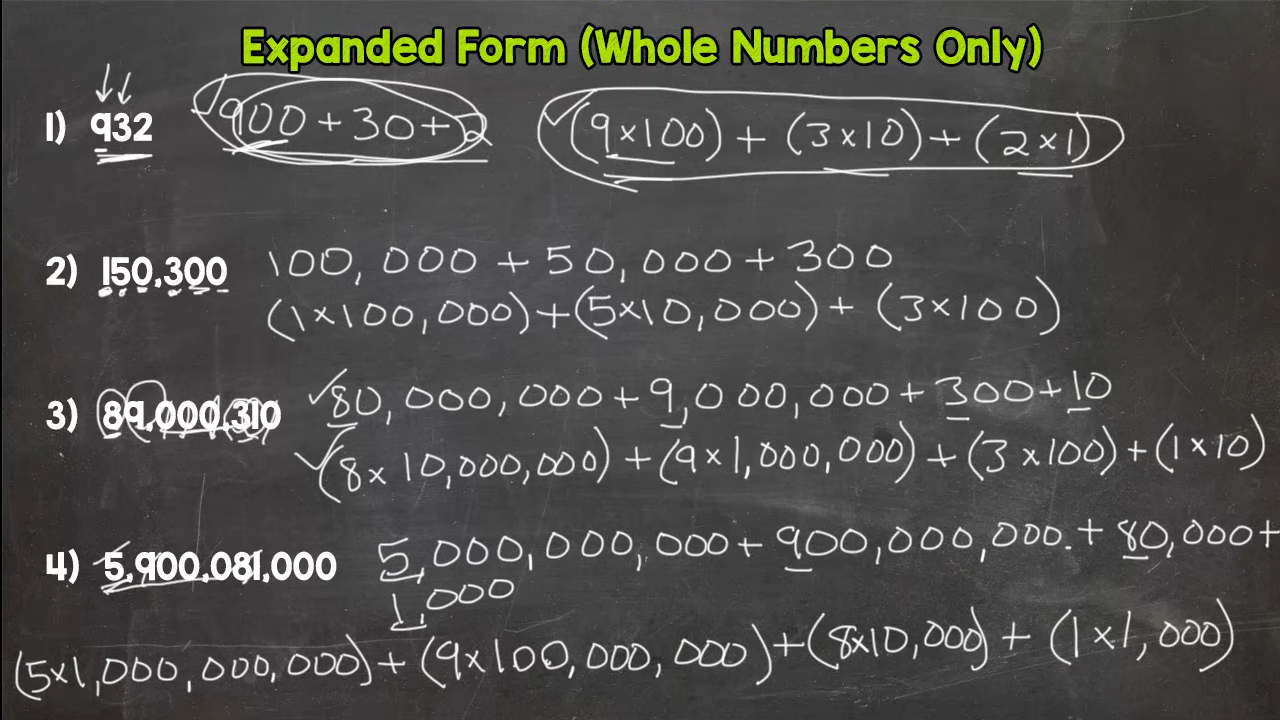 Expanded Form (Whole Numbers Only)
1) 932 900 + 30 + 2 (9×100) + (3×10) + (2×1)
2) 150,300 100,000 + 50,000 + 300
(1×100,000) + (5×10,000) + (3×100)
3) 89,000,310 80,000,000 + 9,000,000 + 300 + 10
(8×10,000,000) + (9×1,000,000) + (3×100) + (1×10)
4) 5,900,081,000 5,000,000,000 + 900,000,000. + 80,000 +
1,000
(5×1,000,000,000) + (9×100,000,000) + (8×10,000) + (1×1,000)